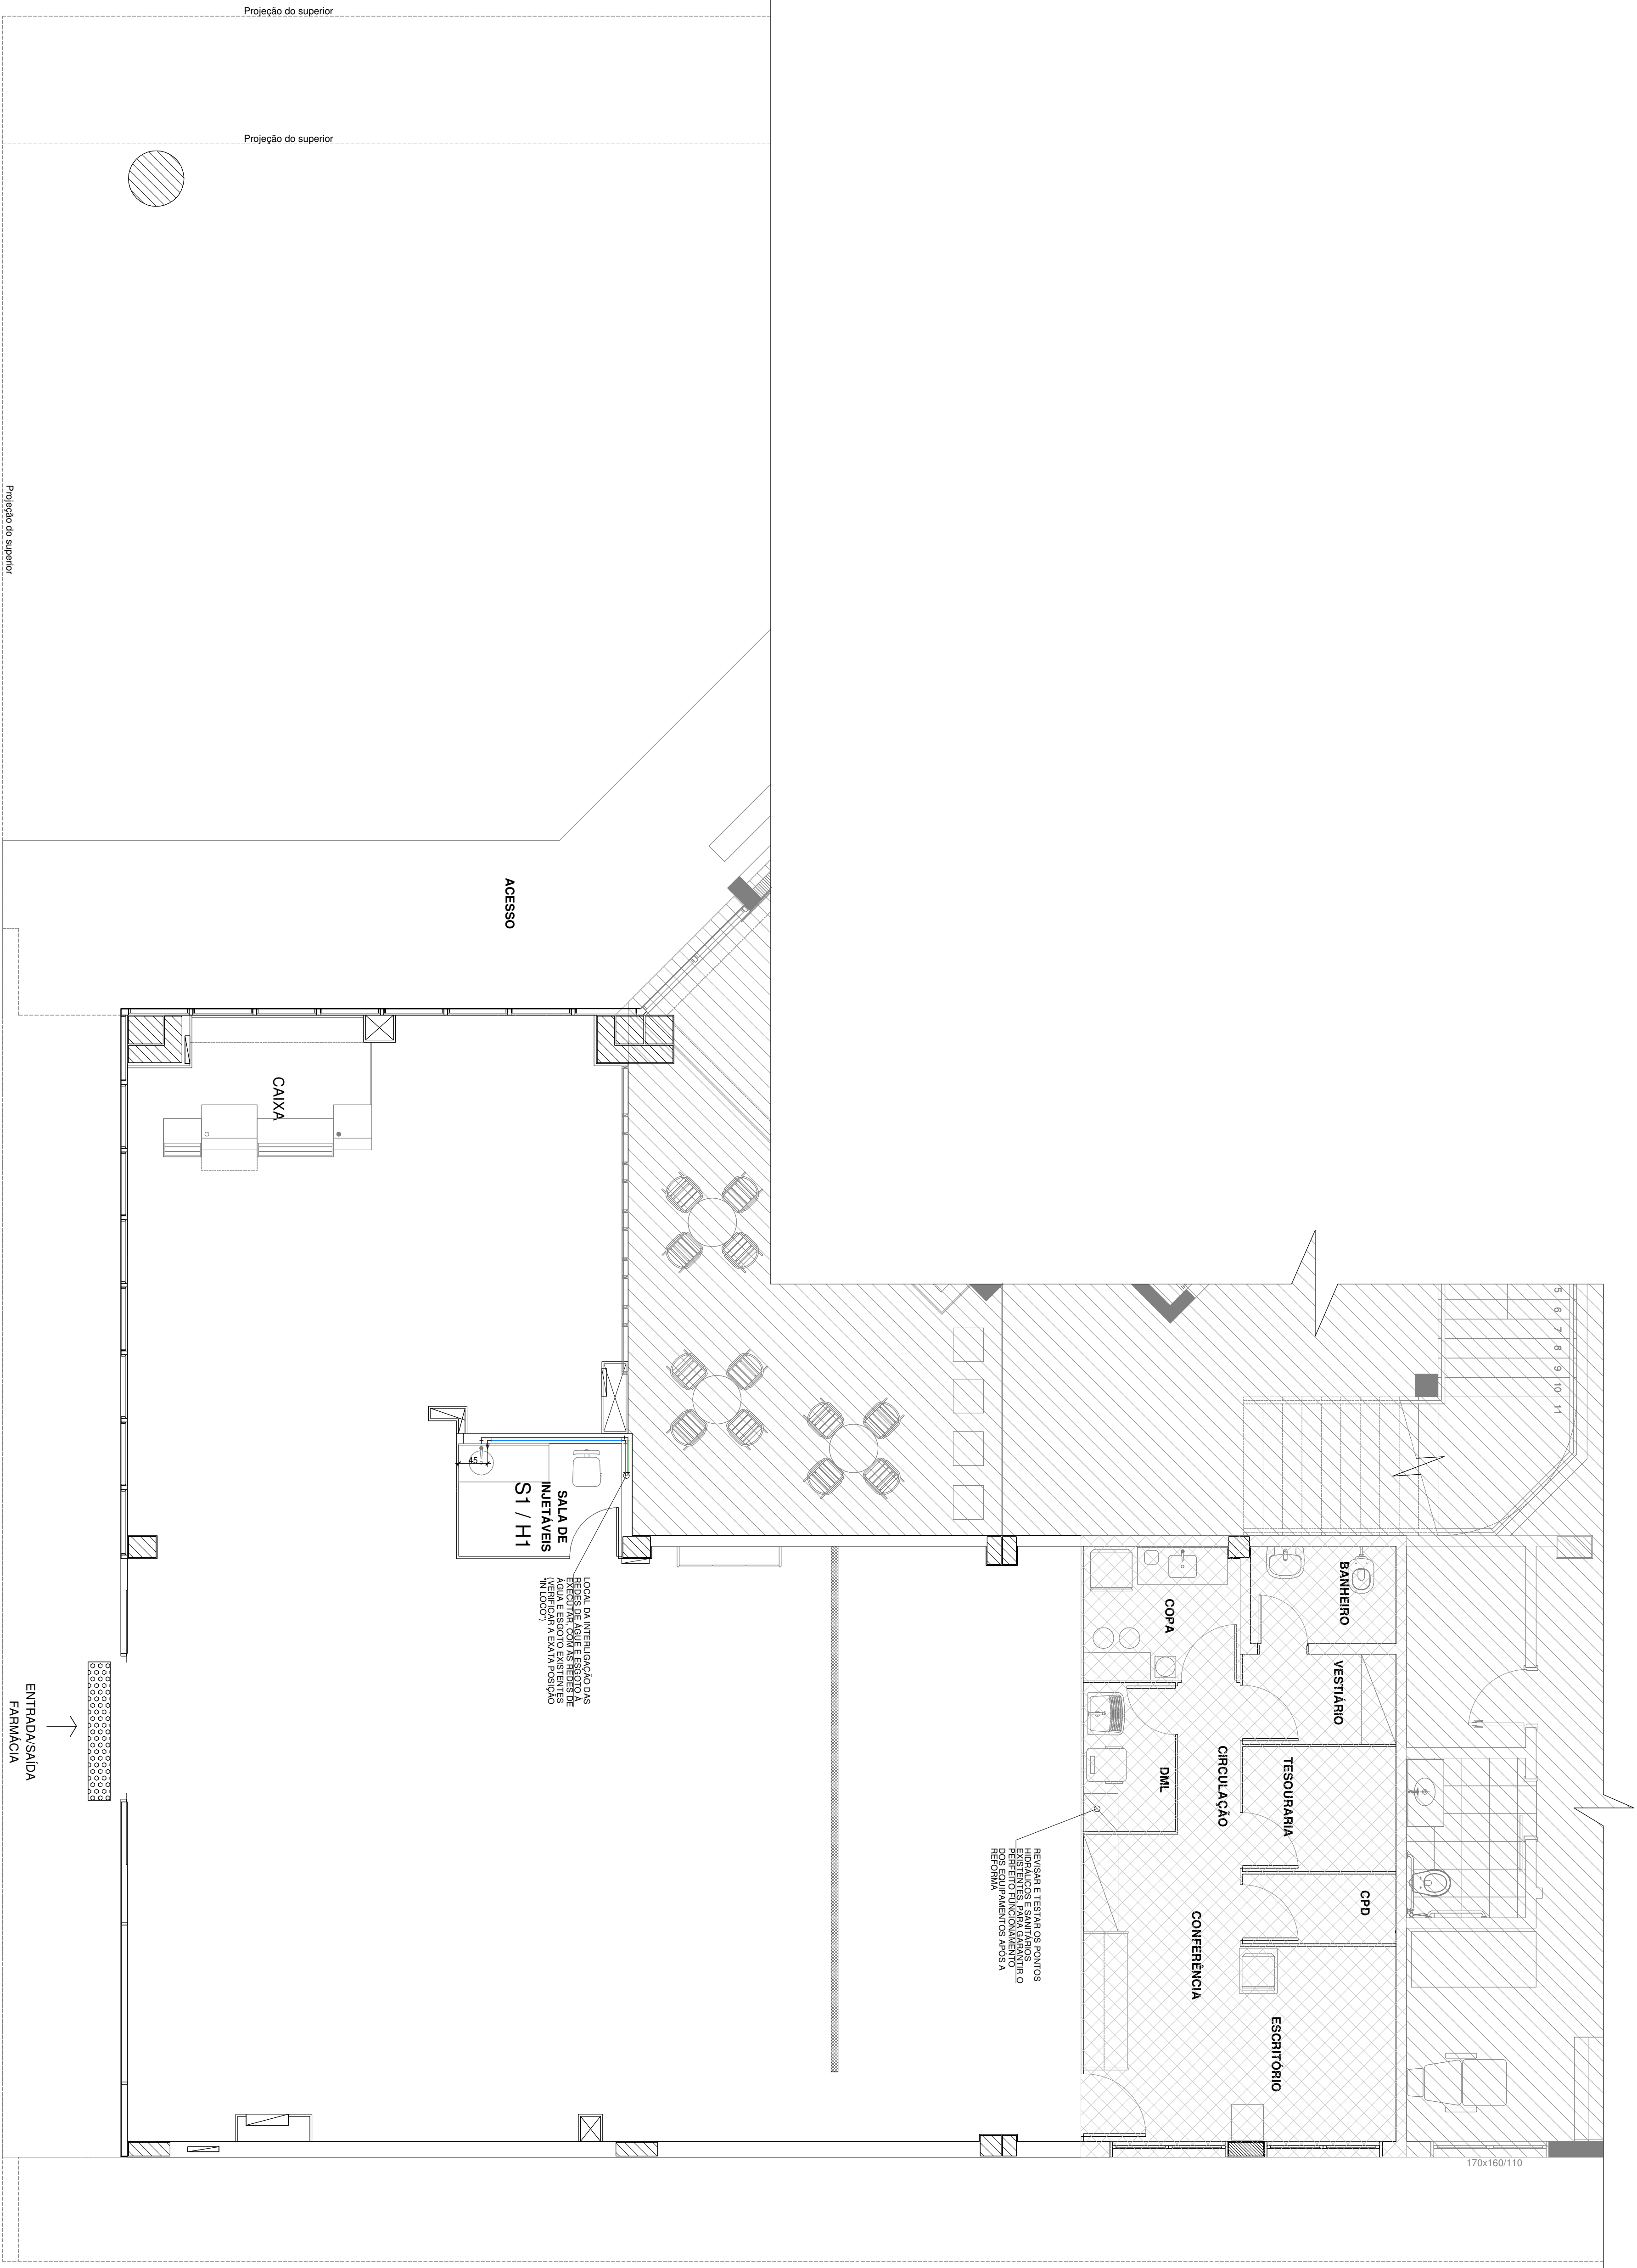 Projeção do superior
Projeção do superior
Projeção do superior
ACESSO
CAIXA
5
6
7
8
9
10
11
45
SALA DE
INJETÁVEIS
S1 / H1
LOCAL DA INTERLIGAÇÃO DAS
REDES DE ÁGUE E ESGOTO À
EXECUTAR, COM AS REDES DE
ÁGUA E ESGOTO EXISTENTES
(VERIFICAR A EXATA POSIÇÃO
"IN LOCO")
COPA
BANHEIRO
VESTIÁRIO
DML
CIRCULAÇÃO
TESOURARIA
CPD
CONFERÊNCIA
ESCRITÓRIO
REVISAR E TESTAR OS PONTOS
HIDRÁLICOS E SANITÁRIOS
EXISTENTES, PARA GARANTIR O
PERFEITO FUNCIONAMENTO
DOS EQUIPAMENTOS APÓS A
REFORMA
ENTRADA/SAÍDA
FARMÁCIA
170x160/110